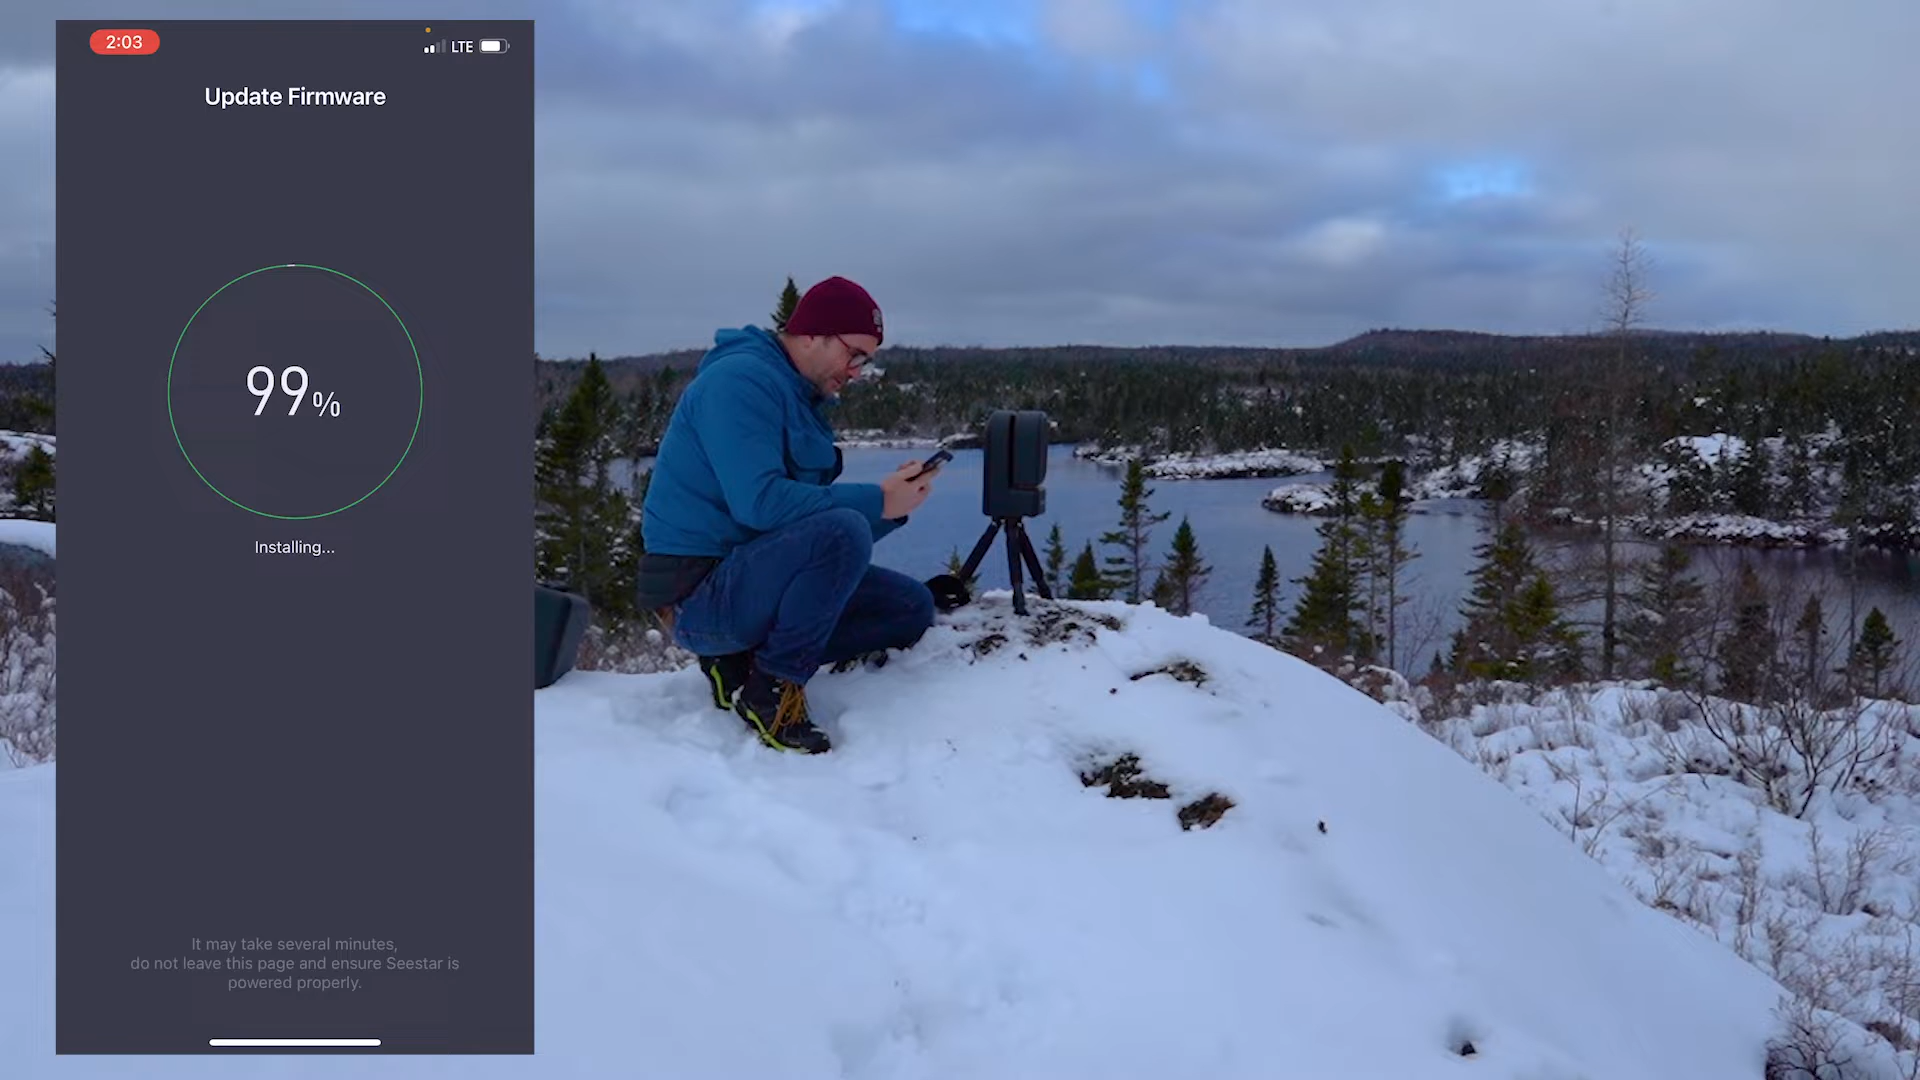 2:03
LTE
Update Firmware
99%
Installing...
It may take several minutes,
do not leave this page and ensure Seestar is
powered properly.